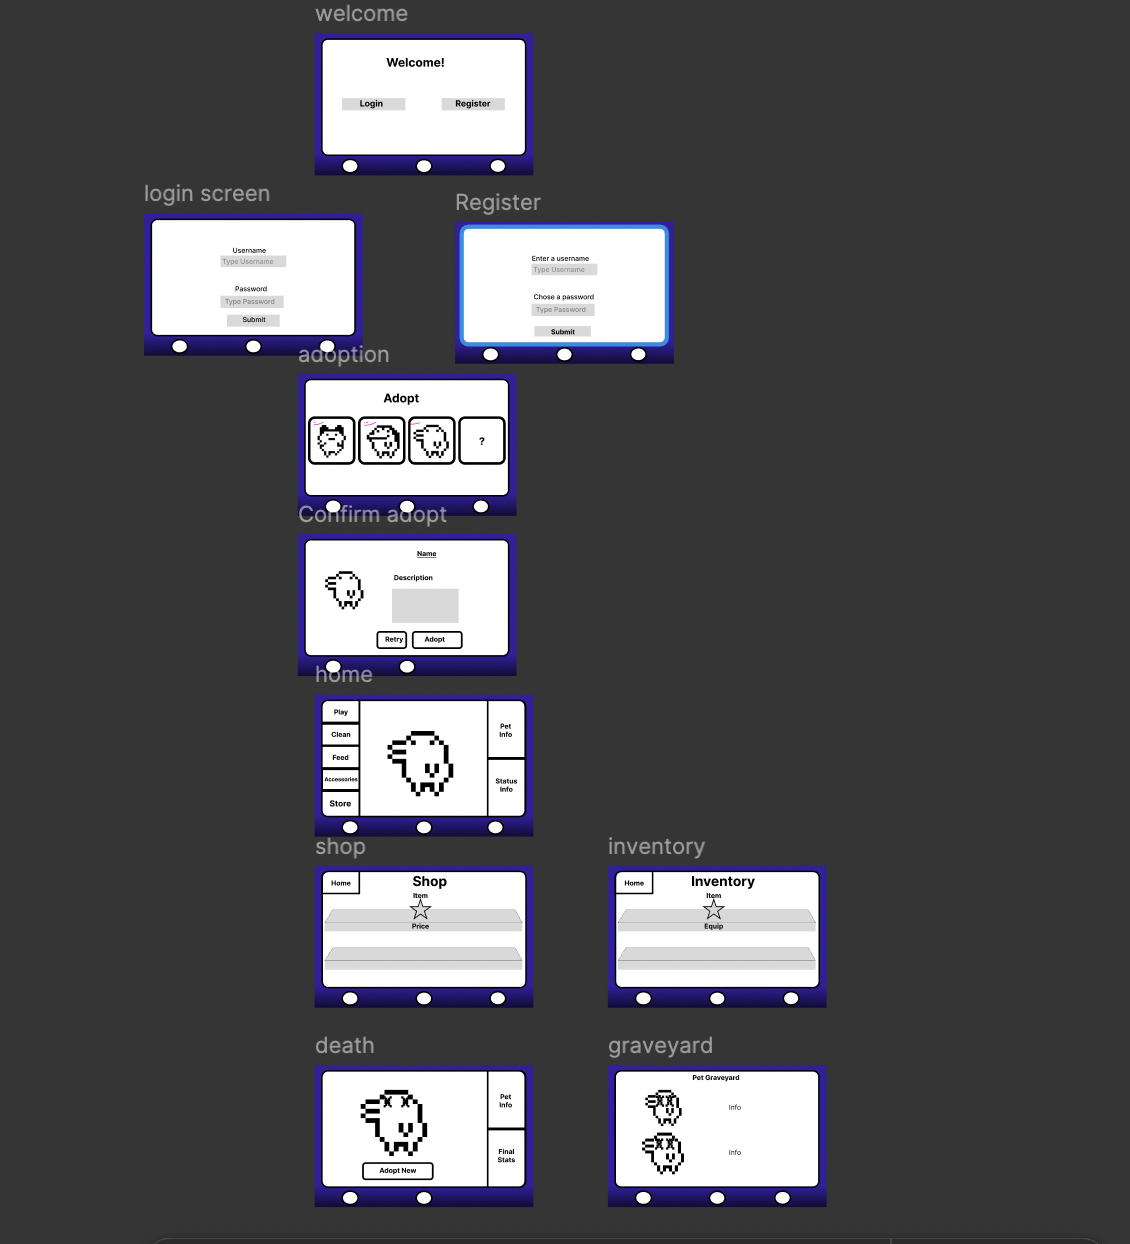 welcome
Welcome!
Login
Register
login screen
Username
Type Username
Password
Type Password
Submit
Register
Enter a username
Type Username
Chose a password
Type Password
Submit
adoption
Adopt
?
Confirm adopt
Name
Description
Retry
Adopt
home
Play
Clean
Feed
Accessories
Store
Pet
Info
Status
Info
shop
Home
Shop
Item
Price
inventory
Home
Inventory
Item
Equip
death
Pet
Info
Final
Stats
Adopt New
graveyard
Pet Graveyard
Info
Info